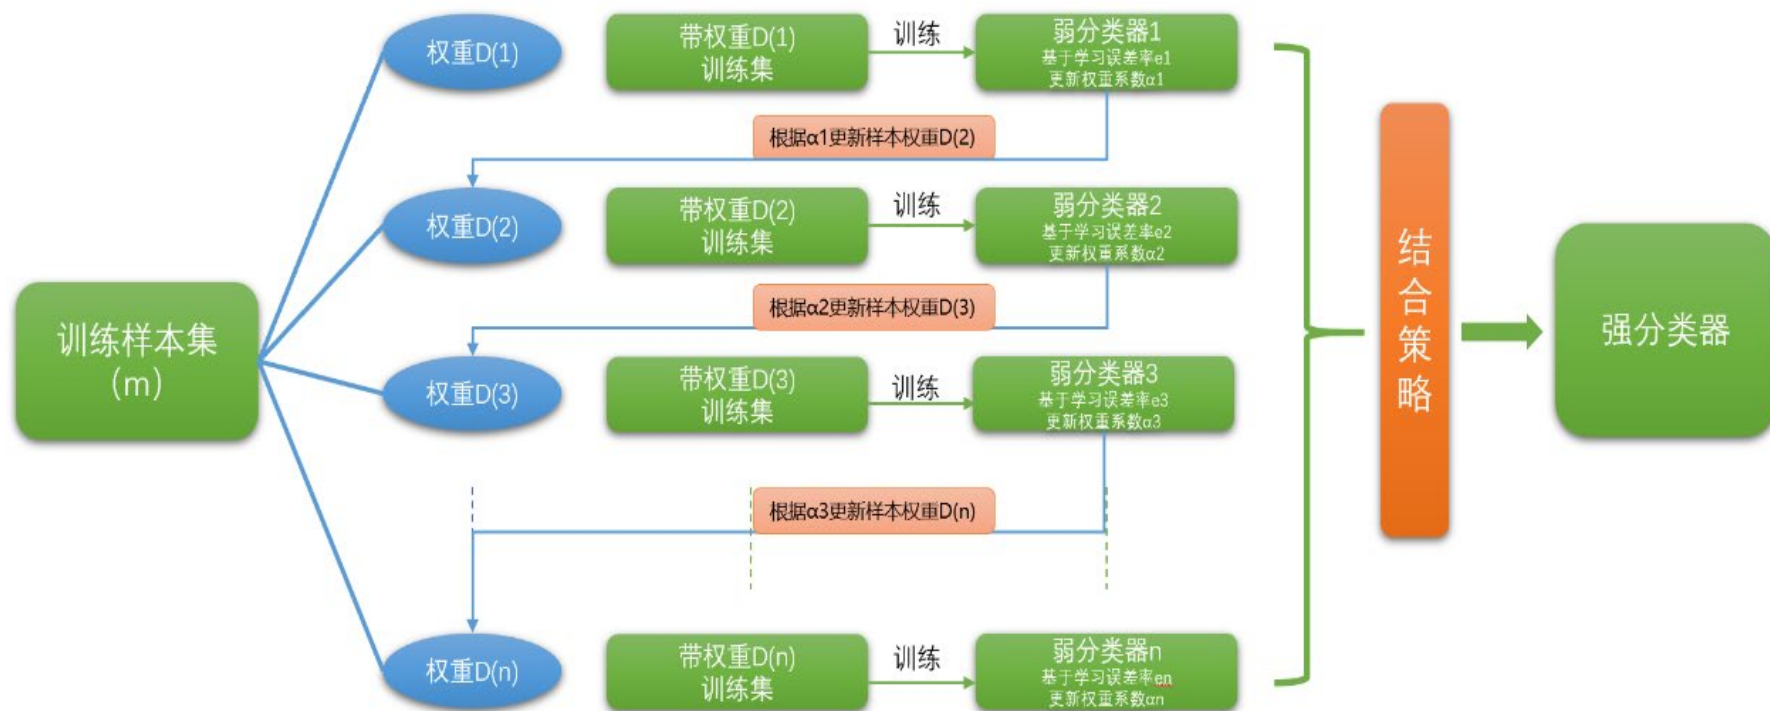 训练样本集
（m）
权重D(1)
带权重D(1)
训练集
训练
弱分类器1
基于学习误差率e1
更新权重系数α1
根据α1更新样本权重D(2)
权重D(2)
带权重D(2)
训练集
训练
弱分类器2
基于学习误差率e2
更新权重系数α2
根据α2更新样本权重D(3)
权重D(3)
带权重D(3)
训练集
训练
弱分类器3
基于学习误差率e3
更新权重系数α3
根据α3更新样本权重D(n)
权重D(n)
带权重D(n)
训练集
训练
弱分类器n
基于学习误差率en
更新权重系数αn
结合策略
强分类器